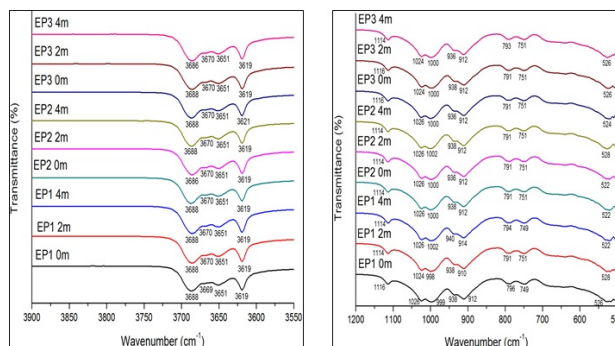 EP3 4m
3686 3670 3651 3619
EP3 2m
3688 3670 3651 3619
EP3 0m
3688 3670 3651 3621
EP2 4m
3688 3670 3651 3619
EP2 2m
3686 3670 3651 3619
EP2 0m
3688 3670 3651 3619
EP1 4m
3688 3670 3651 3619
EP1 2m
3688 3670 3651 3619
EP1 0m
3688 3669 3651 3619
Transmittance (%)
3900 3850 3800 3750 3700 3650 3600 3550
Wavenumber (cm-1)
EP3 4m
1114 1024 1000 936 912 793 751 526
EP3 2m
1116 1024 1000 938 912 791 751 526
EP3 0m
1116 1026 1000 938 912 791 751 524
EP2 4m
1114 1026 1002 938 912 791 751 528
EP2 2m
1114 1026 1000 936 912 791 751 522
EP2 0m
1114 1026 1000 938 914 791 751 522
EP1 4m
1114 1026 1002 940 914 794 749 522
EP1 2m
1114 1024 998 938 910 791 751 528
EP1 0m
1116 1026 999 938 912 796 749 526
Transmittance (%)
1200 1100 1000 900 800 700 600
Wavenumber (cm-1)